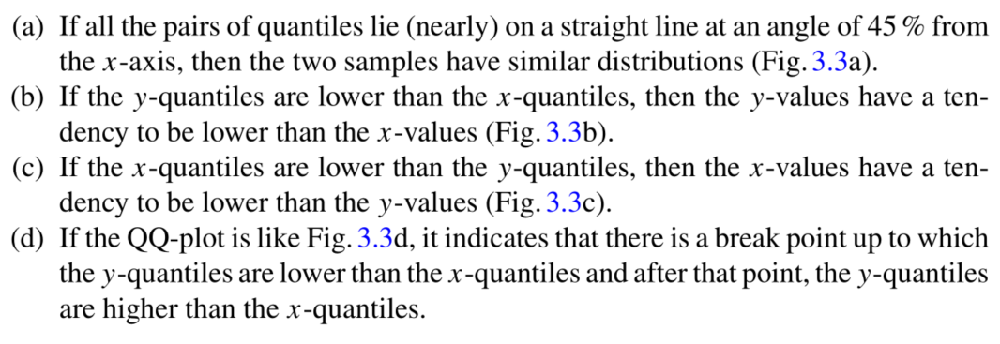 (a) If all the pairs of quantiles lie (nearly) on a straight line at an angle of 45 % from
the x-axis, then the two samples have similar distributions (Fig. 3.3a).
(b) If the y-quantiles are lower than the x-quantiles, then the y-values have a ten-
dency to be lower than the x-values (Fig. 3.3b).
(c) If the x-quantiles are lower than the y-quantiles, then the x-values have a ten-
dency to be lower than the y-values (Fig. 3.3c).
(d) If the QQ-plot is like Fig. 3.3d, it indicates that there is a break point up to which
the y-quantiles are lower than the x-quantiles and after that point, the y-quantiles
are higher than the x-quantiles.